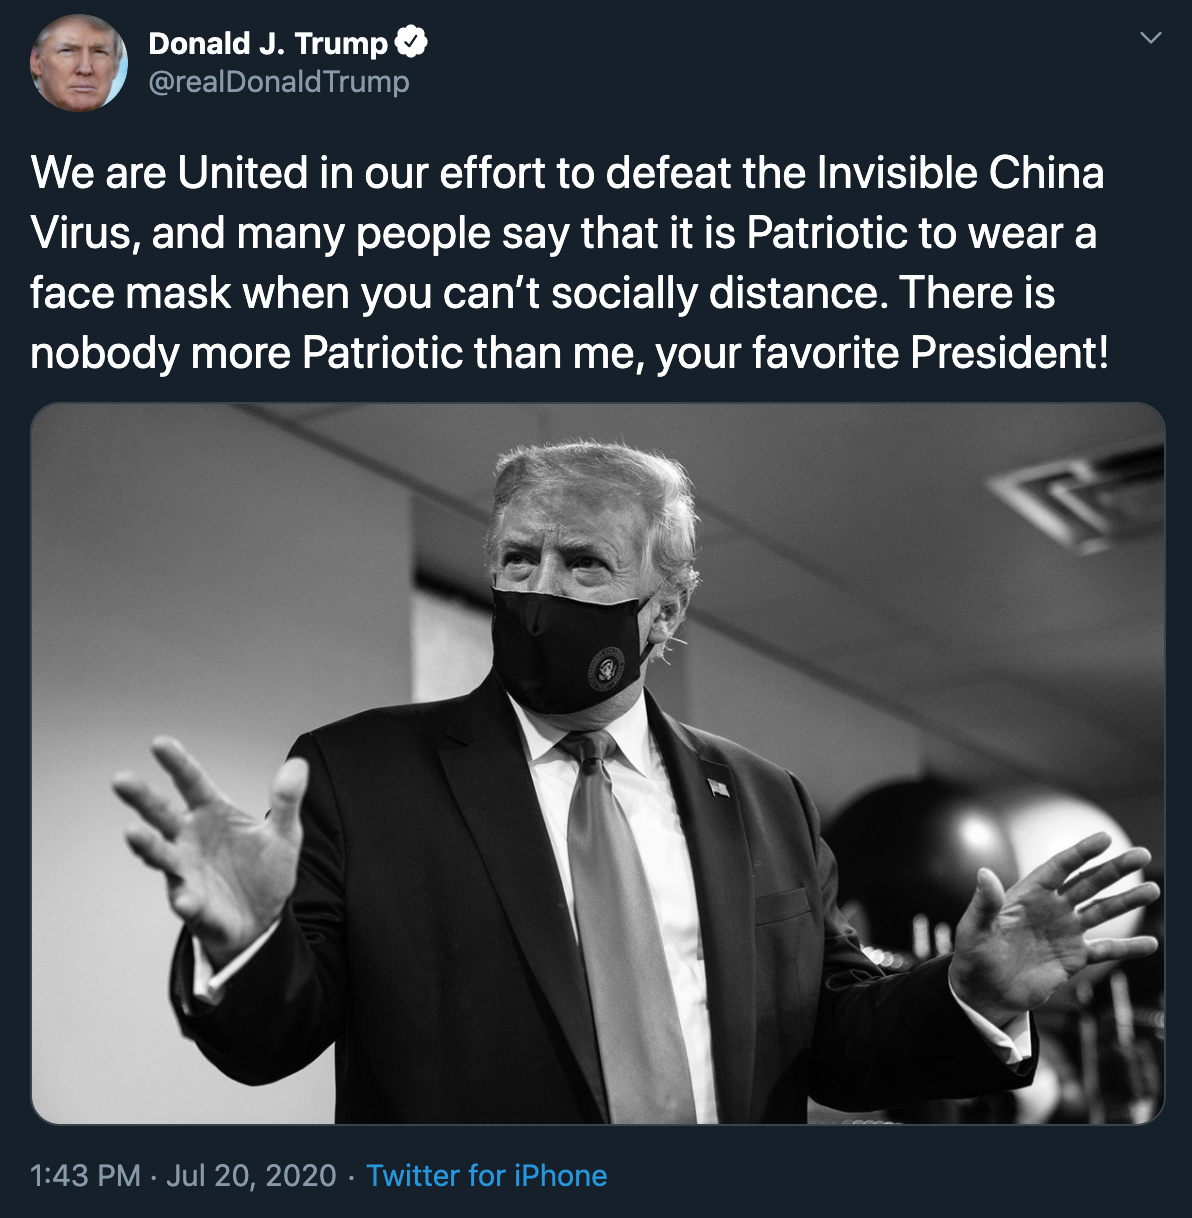 Donald J. Trump
@realDonaldTrump
We are United in our effort to defeat the Invisible China
Virus, and many people say that it is Patriotic to wear a
face mask when you can’t socially distance. There is
nobody more Patriotic than me, your favorite President!
1:43 PM · Jul 20, 2020 · Twitter for iPhone